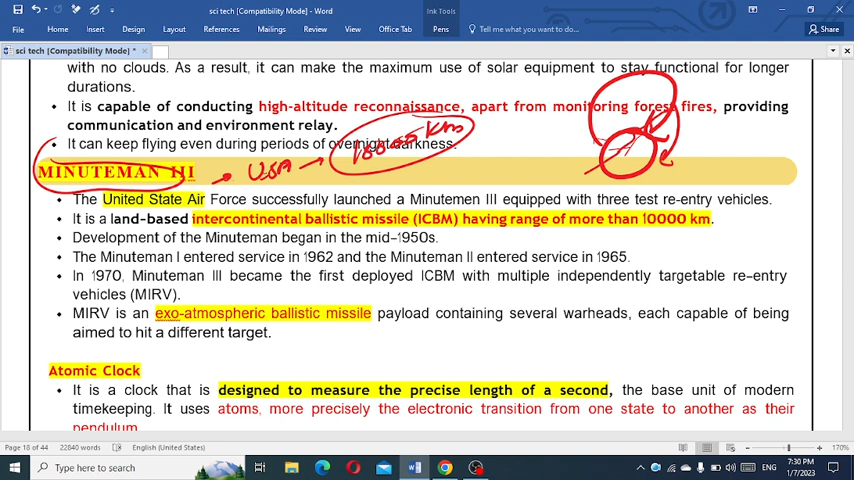 sci tech [Compatibility Mode] - Word
Ink Tools
File Home Insert Design Layout References Mailings Review View Office Tab Pens Tell me what you want to do... Share
sci tech [Compatibility Mode] *
with no clouds. As a result, it can make the maximum use of solar equipment to stay functional for longer
durations.
It is capable of conducting high-altitude reconnaissance, apart from monitoring forest fires, providing
communication and environment relay.
It can keep flying even during periods of overnight darkness.
MINUTEMAN III
USA
The United State Air Force successfully launched a Minutemen III equipped with three test re-entry vehicles.
It is a land-based intercontinental ballistic missile (ICBM) having range of more than 10000 km.
Development of the Minuteman began in the mid-1950s.
The Minuteman I entered service in 1962 and the Minuteman II entered service in 1965.
In 1970, Minuteman III became the first deployed ICBM with multiple independently targetable re-entry
vehicles (MIRV).
MIRV is an exo-atmospheric ballistic missile payload containing several warheads, each capable of being
aimed to hit a different target.
Atomic Clock
It is a clock that is designed to measure the precise length of a second, the base unit of modern
timekeeping. It uses atoms, more precisely the electronic transition from one state to another as their
pendulum.
Page 18 of 44 22840 words English (United States) 170%
Type here to search ENG 7:30 PM
1/7/2023